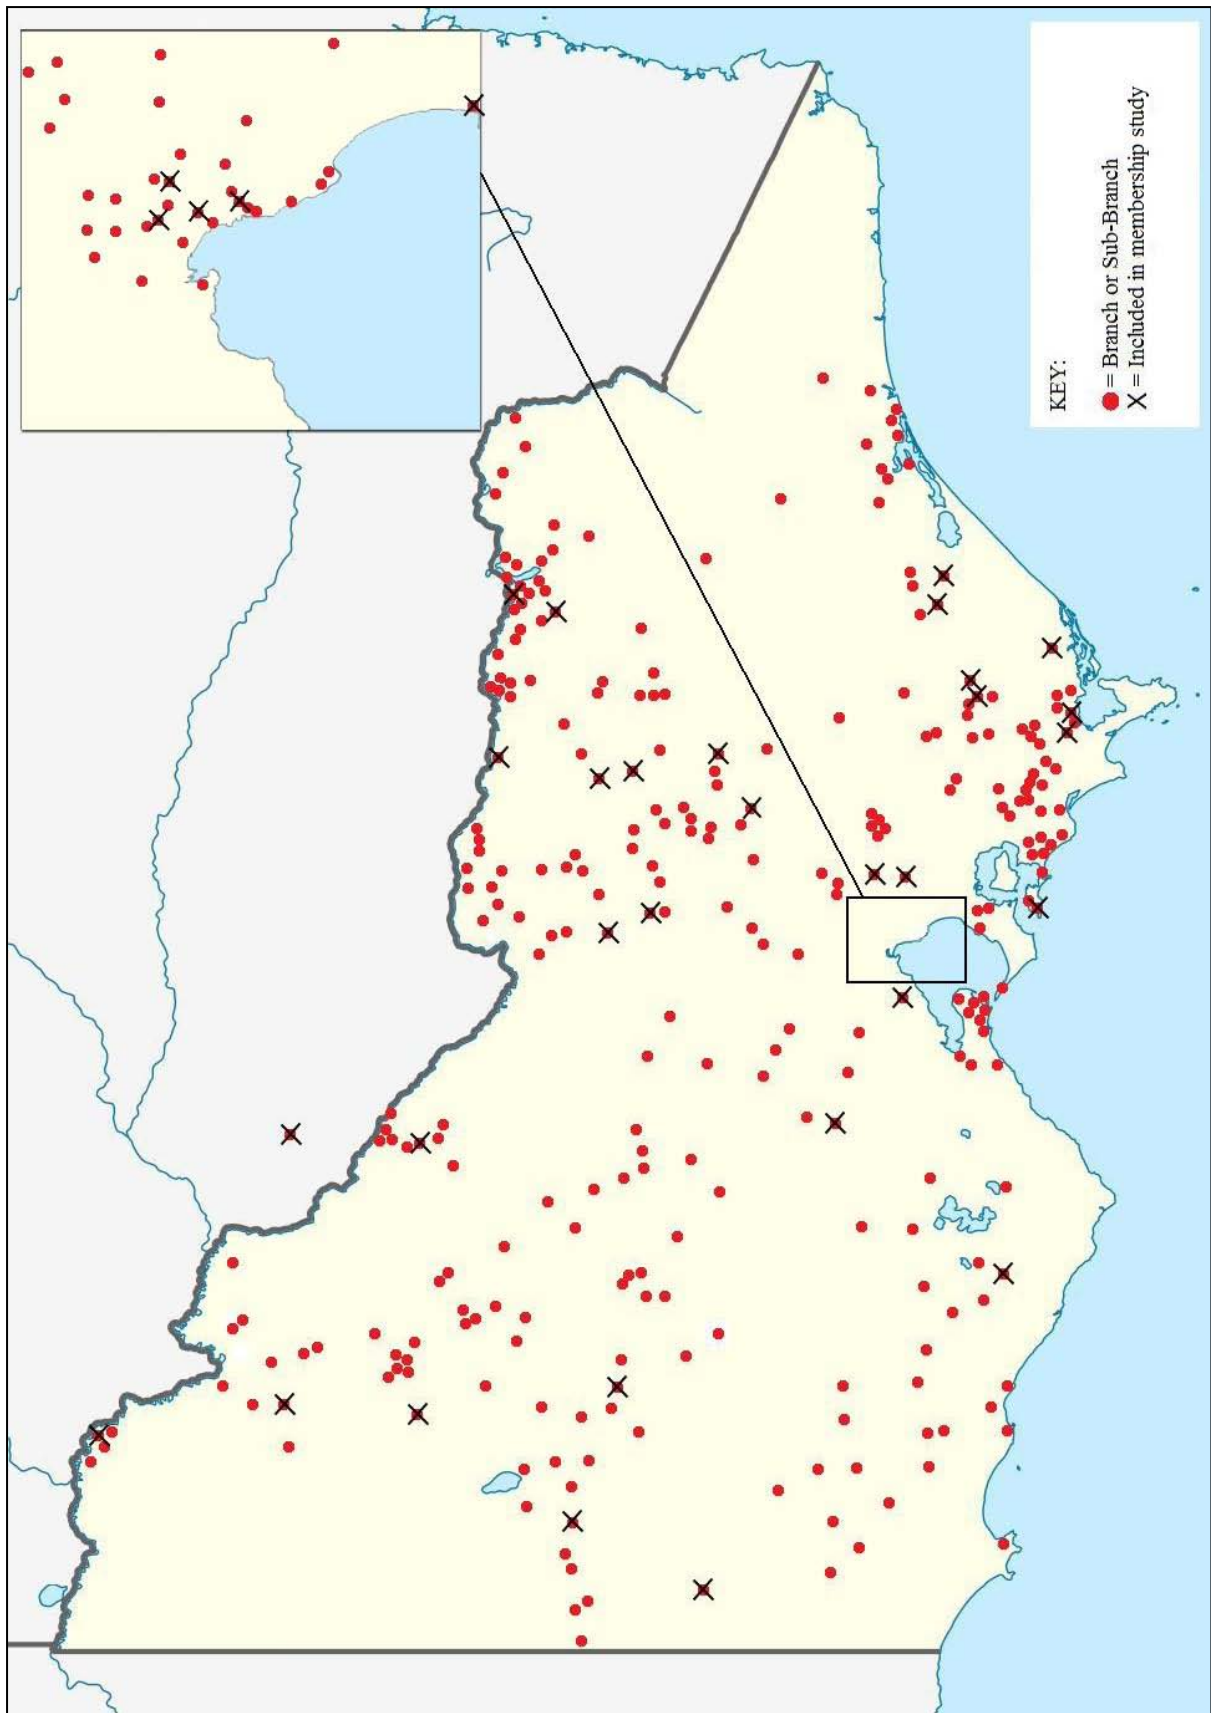 KEY:
= Branch or Sub-Branch
X = Included in membership study